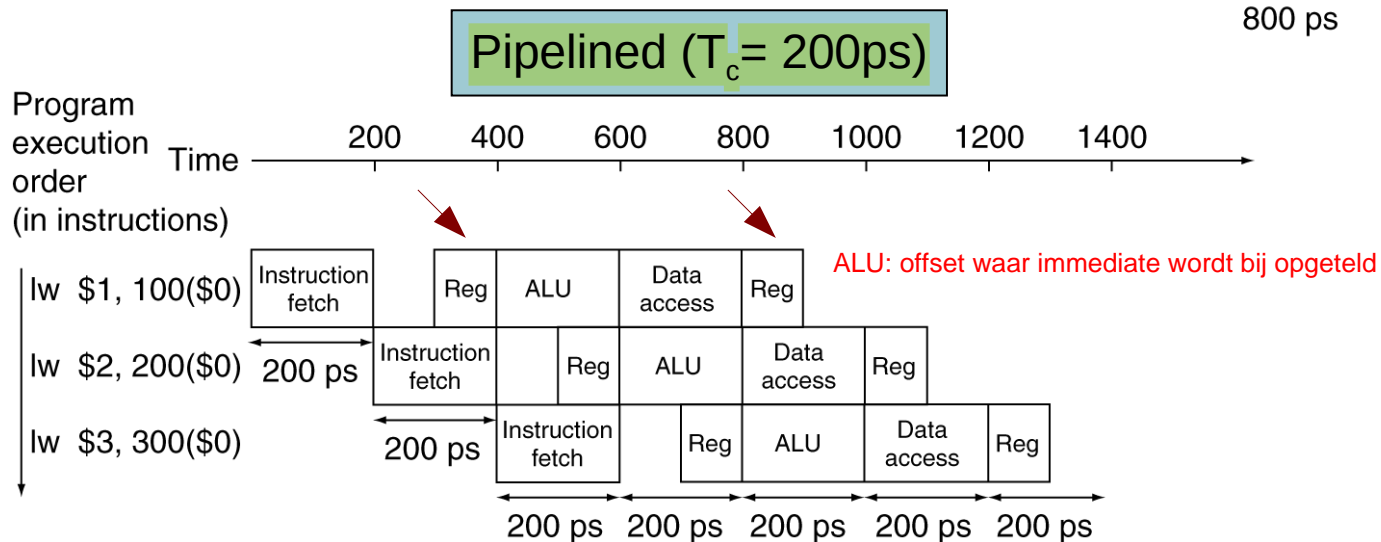 800 ps
Pipelined (Tc= 200ps)
Program
execution
order
(in instructions)
Time
200 400 600 800 1000 1200 1400
ALU: offset waar immediate wordt bij opgeteld
lw $1, 100($0) Instruction fetch Reg ALU Data access Reg
200 ps
lw $2, 200($0) Instruction fetch Reg ALU Data access Reg
200 ps
lw $3, 300($0) Instruction fetch Reg ALU Data access Reg
200 ps 200 ps 200 ps 200 ps 200 ps